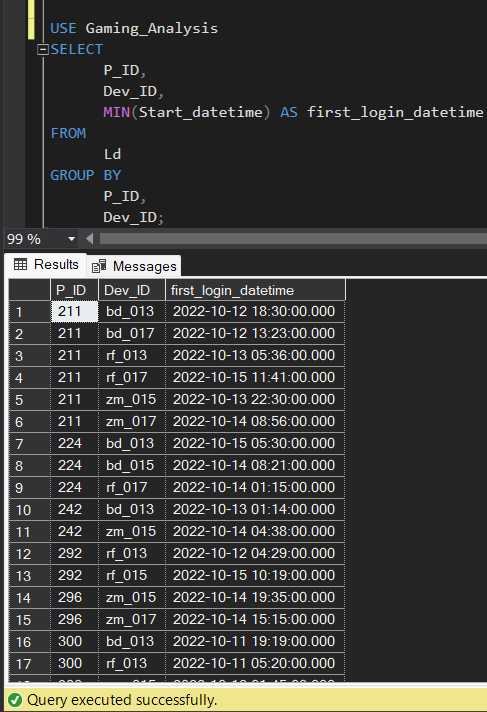 USE Gaming_Analysis
SELECT
P_ID,
Dev_ID,
MIN(Start_datetime) AS first_login_datetime
FROM
Ld
GROUP BY
P_ID,
Dev_ID;
99 %
Results Messages
P_ID Dev_ID first_login_datetime
1 211 bd_013 2022-10-12 18:30:00.000
2 211 bd_017 2022-10-12 13:23:00.000
3 211 rf_013 2022-10-13 05:36:00.000
4 211 rf_017 2022-10-15 11:41:00.000
5 211 zm_015 2022-10-13 22:30:00.000
6 211 zm_017 2022-10-14 08:56:00.000
7 224 bd_013 2022-10-15 05:30:00.000
8 224 bd_015 2022-10-14 08:21:00.000
9 224 rf_017 2022-10-14 01:15:00.000
10 242 bd_013 2022-10-13 01:14:00.000
11 242 zm_015 2022-10-14 04:38:00.000
12 292 rf_013 2022-10-12 04:29:00.000
13 292 rf_015 2022-10-15 10:19:00.000
14 296 zm_015 2022-10-14 19:35:00.000
15 296 zm_017 2022-10-14 15:15:00.000
16 300 bd_013 2022-10-11 19:19:00.000
17 300 rf_013 2022-10-11 05:20:00.000
Query executed successfully.